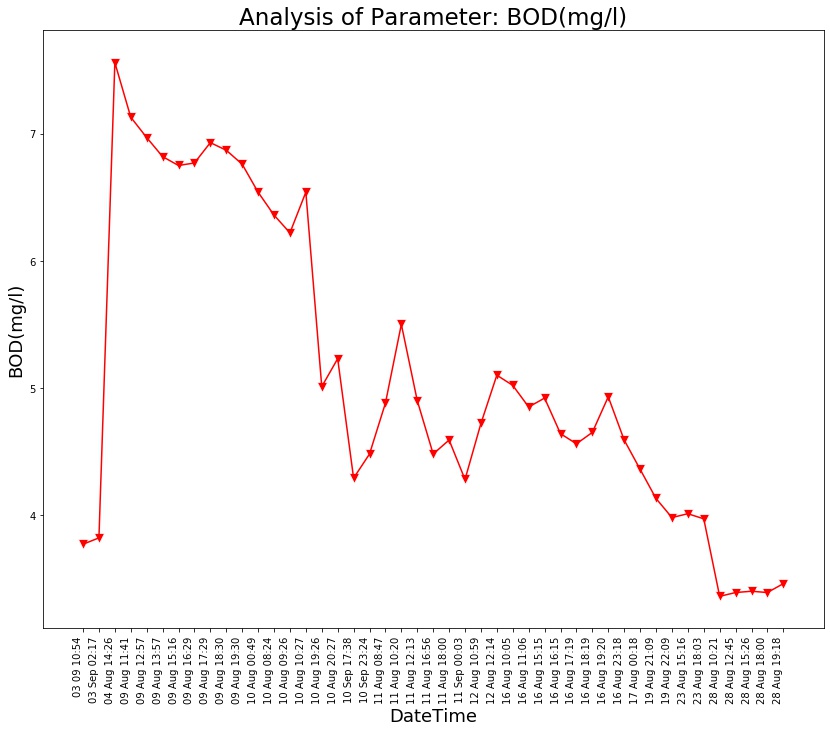 Analysis of Parameter: BOD(mg/l)
BOD(mg/l)
7
6
5
4
03 09 10:54
03 Sep 02:17
04 Aug 14:26
09 Aug 11:41
09 Aug 12:57
09 Aug 13:57
09 Aug 15:16
09 Aug 16:29
09 Aug 17:29
09 Aug 18:30
09 Aug 19:30
10 Aug 00:49
10 Aug 08:24
10 Aug 09:26
10 Aug 10:27
10 Aug 19:26
10 Aug 20:27
10 Sep 17:38
10 Sep 23:24
11 Aug 08:47
11 Aug 10:20
11 Aug 12:13
11 Aug 16:56
11 Aug 18:00
11 Sep 00:03
12 Aug 10:59
12 Aug 12:14
16 Aug 10:05
16 Aug 11:06
16 Aug 15:15
16 Aug 16:15
16 Aug 17:19
16 Aug 18:19
16 Aug 19:20
16 Aug 23:18
17 Aug 00:18
19 Aug 21:09
19 Aug 22:09
23 Aug 15:16
23 Aug 18:03
28 Aug 10:21
28 Aug 12:45
28 Aug 15:26
28 Aug 18:00
28 Aug 19:18
DateTime